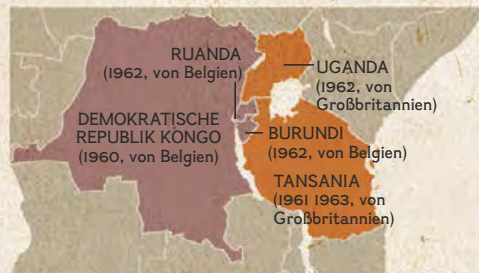 RUANDA
(1962, von Belgien)
UGANDA
(1962, von
Großbritannien)
DEMOKRATISCHE
REPUBLIK KONGO
(1960, von Belgien)
BURUNDI
(1962, von Belgien)
TANSANIA
(1961 1963, von
Großbritannien)